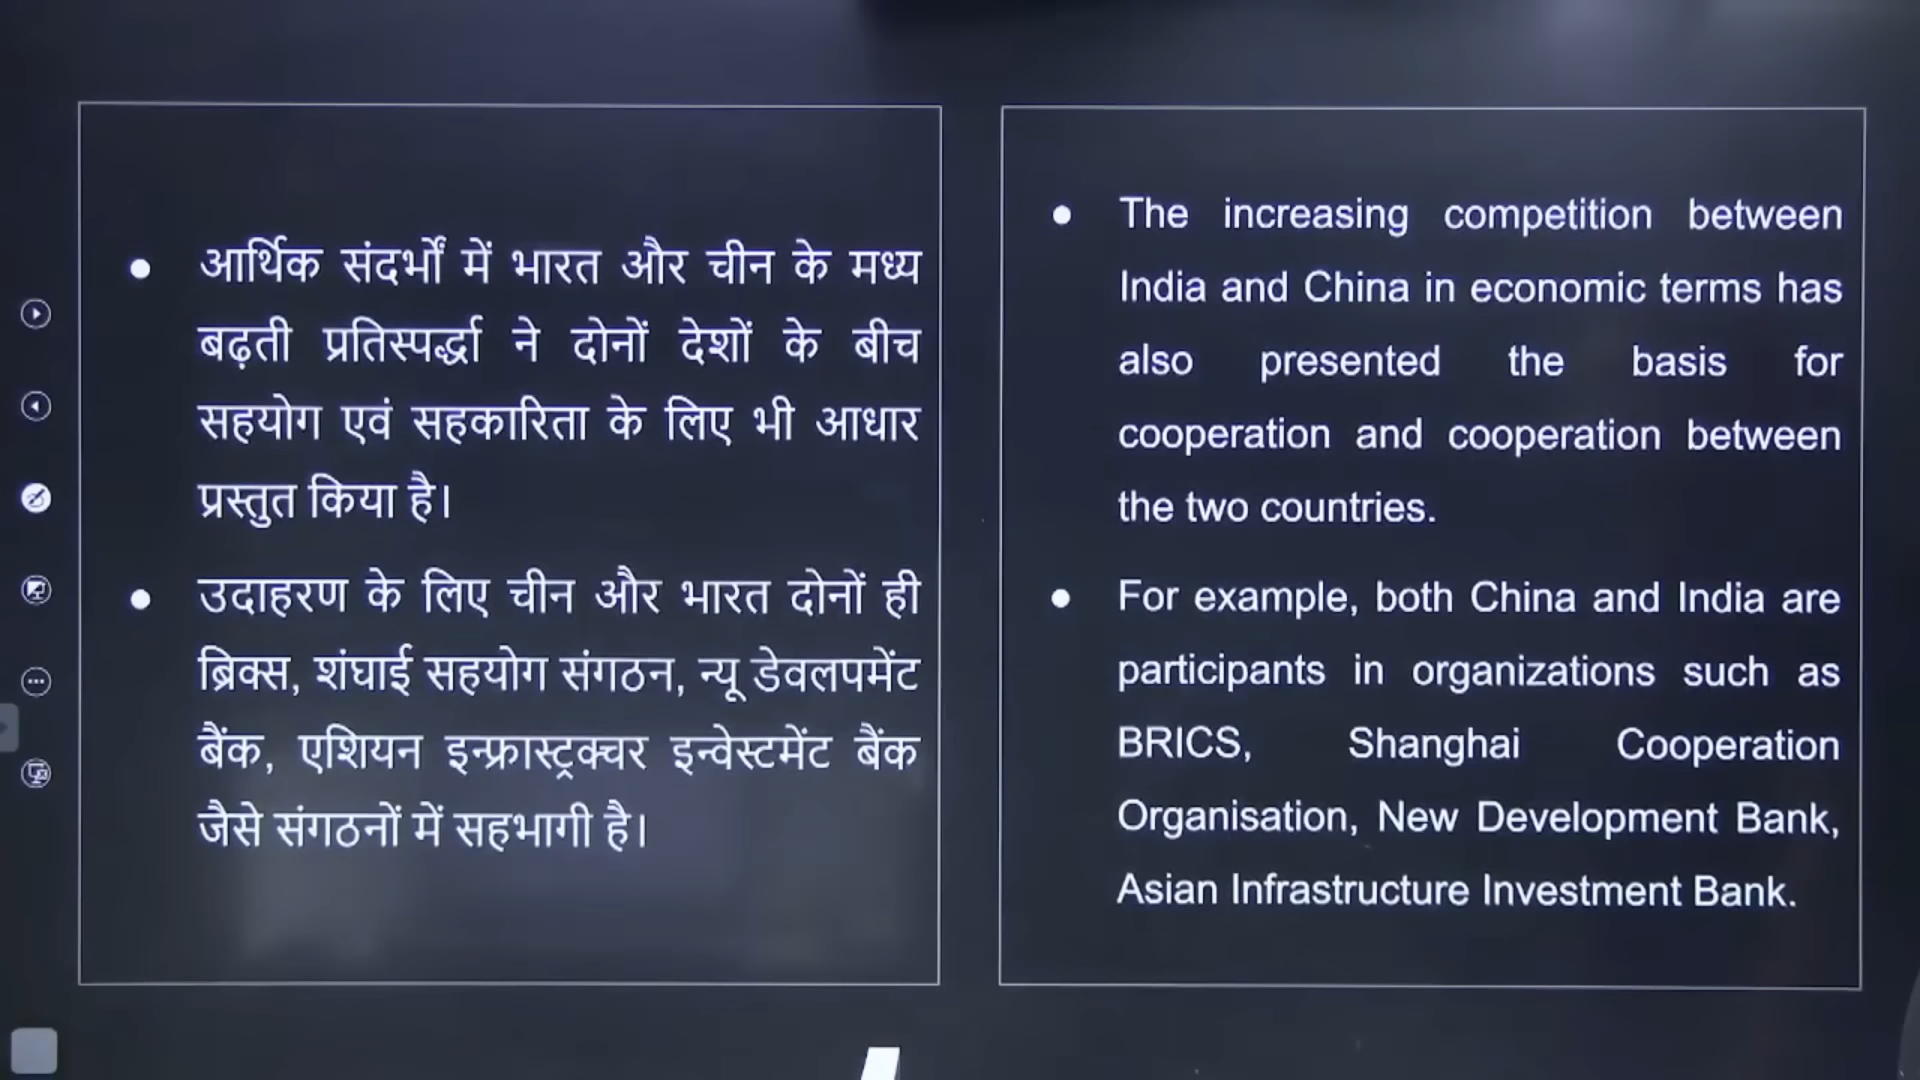 आर्थिक संदर्भों में भारत और चीन के मध्य
बढ़ती प्रतिस्पर्द्धा ने दोनों देशों के बीच
सहयोग एवं सहकारिता के लिए भी आधार
प्रस्तुत किया है।
उदाहरण के लिए चीन और भारत दोनों ही
ब्रिक्स, शंघाई सहयोग संगठन, न्यू डेवलपमेंट
बैंक, एशियन इन्फ्रास्ट्रक्चर इन्वेस्टमेंट बैंक
जैसे संगठनों में सहभागी है।
The increasing competition between
India and China in economic terms has
also presented the basis for
cooperation and cooperation between
the two countries.
For example, both China and India are
participants in organizations such as
BRICS, Shanghai Cooperation
Organisation, New Development Bank,
Asian Infrastructure Investment Bank.